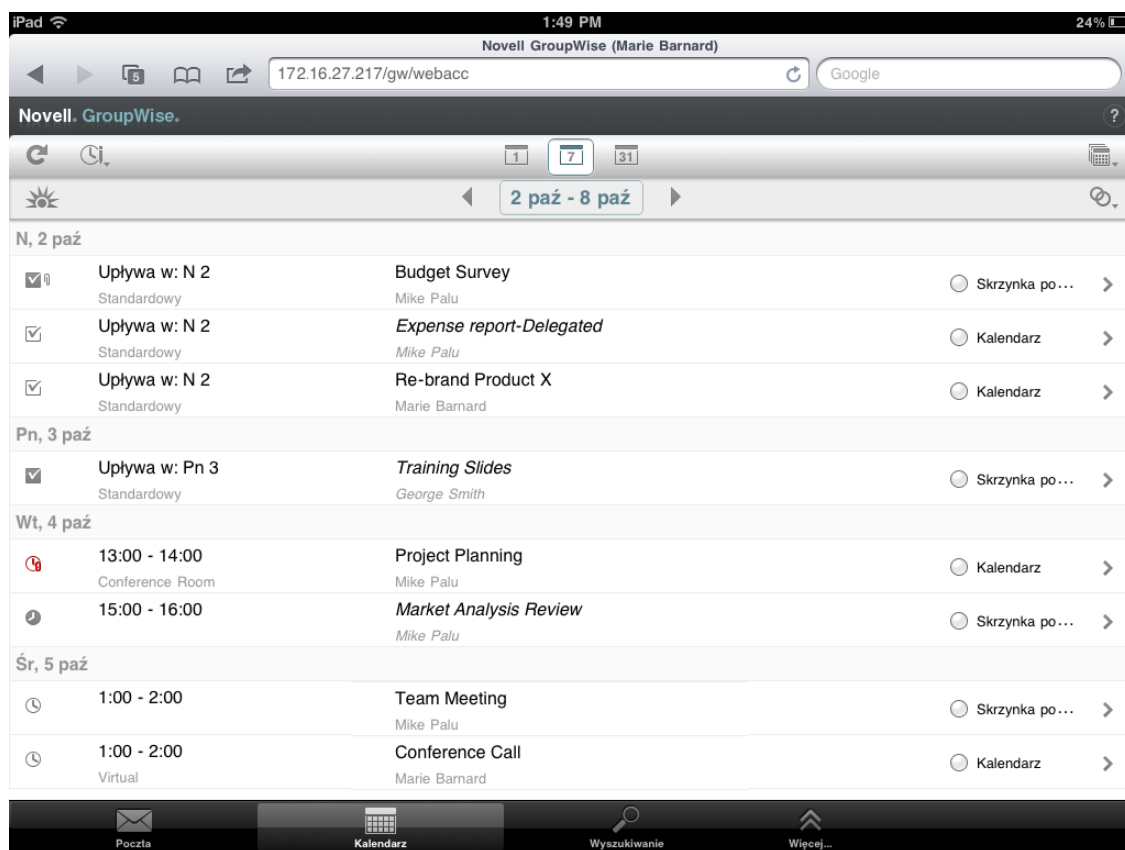 iPad 1:49 PM 24%
Novell GroupWise (Marie Barnard)
5 172.16.27.217/gw/webacc Google
Novell. GroupWise. ?
1 7 31
2 paź - 8 paź
N, 2 paź
Upływa w: N 2 Budget Survey
Standardowy Mike Palu Skrzynka po...
Upływa w: N 2 Expense report-Delegated
Standardowy Mike Palu Kalendarz
Upływa w: N 2 Re-brand Product X
Standardowy Marie Barnard Kalendarz
Pn, 3 paź
Upływa w: Pn 3 Training Slides
Standardowy George Smith Skrzynka po...
Wt, 4 paź
13:00 - 14:00 Project Planning
Conference Room Mike Palu Kalendarz
15:00 - 16:00 Market Analysis Review
Mike Palu Skrzynka po...
Śr, 5 paź
1:00 - 2:00 Team Meeting
Mike Palu Skrzynka po...
1:00 - 2:00 Conference Call
Virtual Marie Barnard Kalendarz
Poczta Kalendarz Wyszukiwanie Więcej...